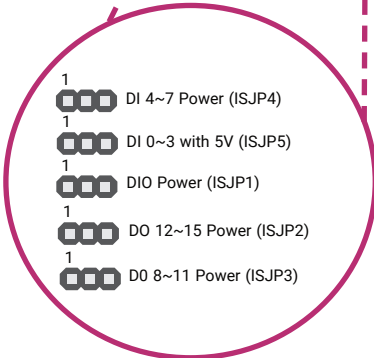 1
DI 4~7 Power (ISJP4)
1
DI 0~3 with 5V (ISJP5)
1
DIO Power (ISJP1)
1
DO 12~15 Power (ISJP2)
1
D0 8~11 Power (ISJP3)